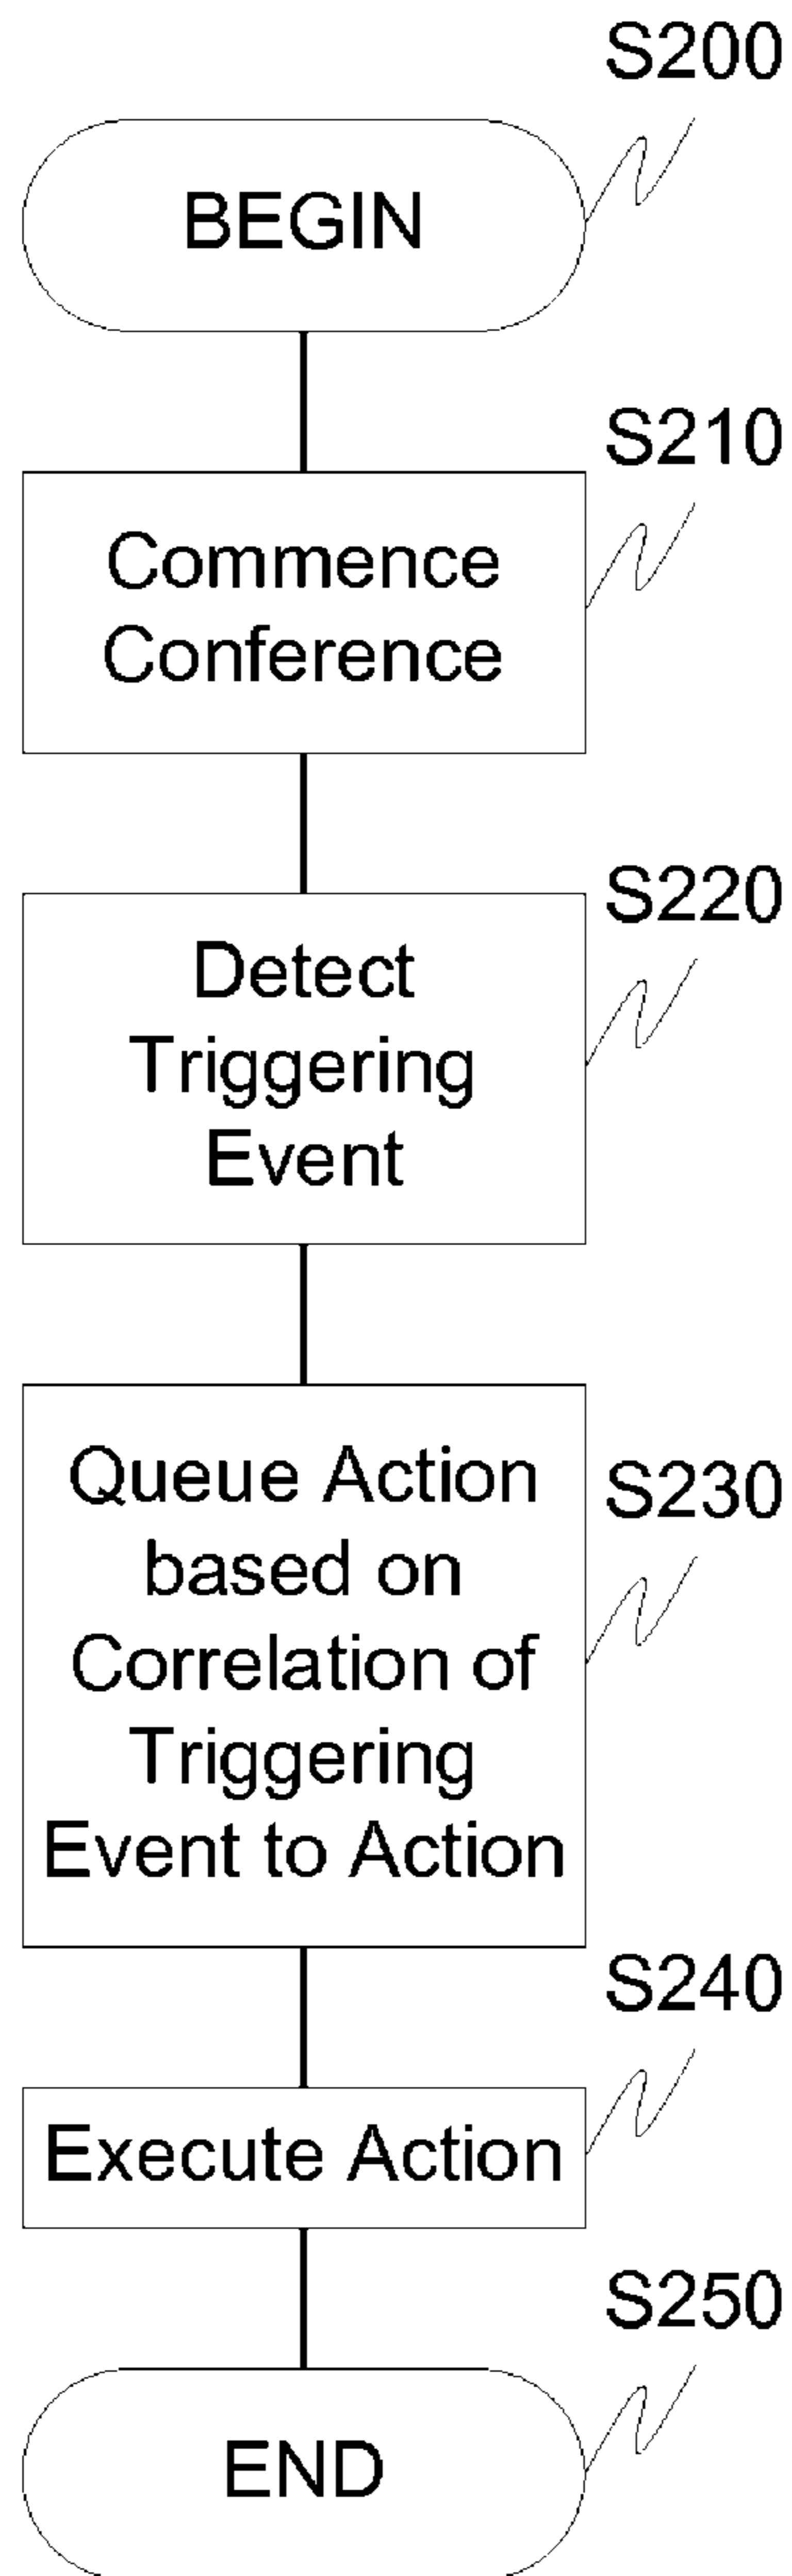 S200
BEGIN
S210
Commence
Conference
S220
Detect
Triggering
Event
S230
Queue Action
based on
Correlation of
Triggering
Event to Action
S240
Execute Action
S250
END